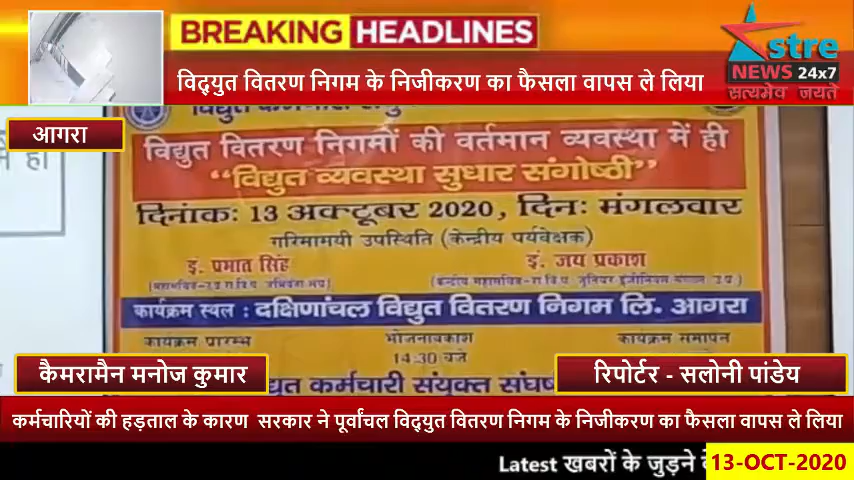 BREAKING HEADLINES
stre
NEWS 24x7
सत्यमेव जयते
विद्युत वितरण निगम के निजीकरण का फैसला वापस ले लिया
आगरा
विद्युत वितरण निगमों की वर्तमान व्यवस्था में ही
“विद्युत व्यवस्था सुधार संगोष्ठी”
दिनांक: 13 अक्टूबर 2020, दिन: मंगलवार
गरिमामयी उपस्थिति (केन्द्रीय पर्यवेक्षक)
इ. प्रभात सिंह
इं. जय प्रकाश
कार्यक्रम स्थल : दक्षिणांचल विद्युत वितरण निगम लि. आगरा
कार्यक्रम प्रारम्भ भोजनावकाश कार्यक्रम समापन
14:30 बजे
कैमरामैन मनोज कुमार
कर्मचारी संयुक्त
रिपोर्टर - सलोनी पांडेय
कर्मचारियों की हड़ताल के कारण सरकार ने पूर्वांचल विद्युत वितरण निगम के निजीकरण का फैसला वापस ले लिया
Latest खबरों के जुड़ने
13-OCT-2020